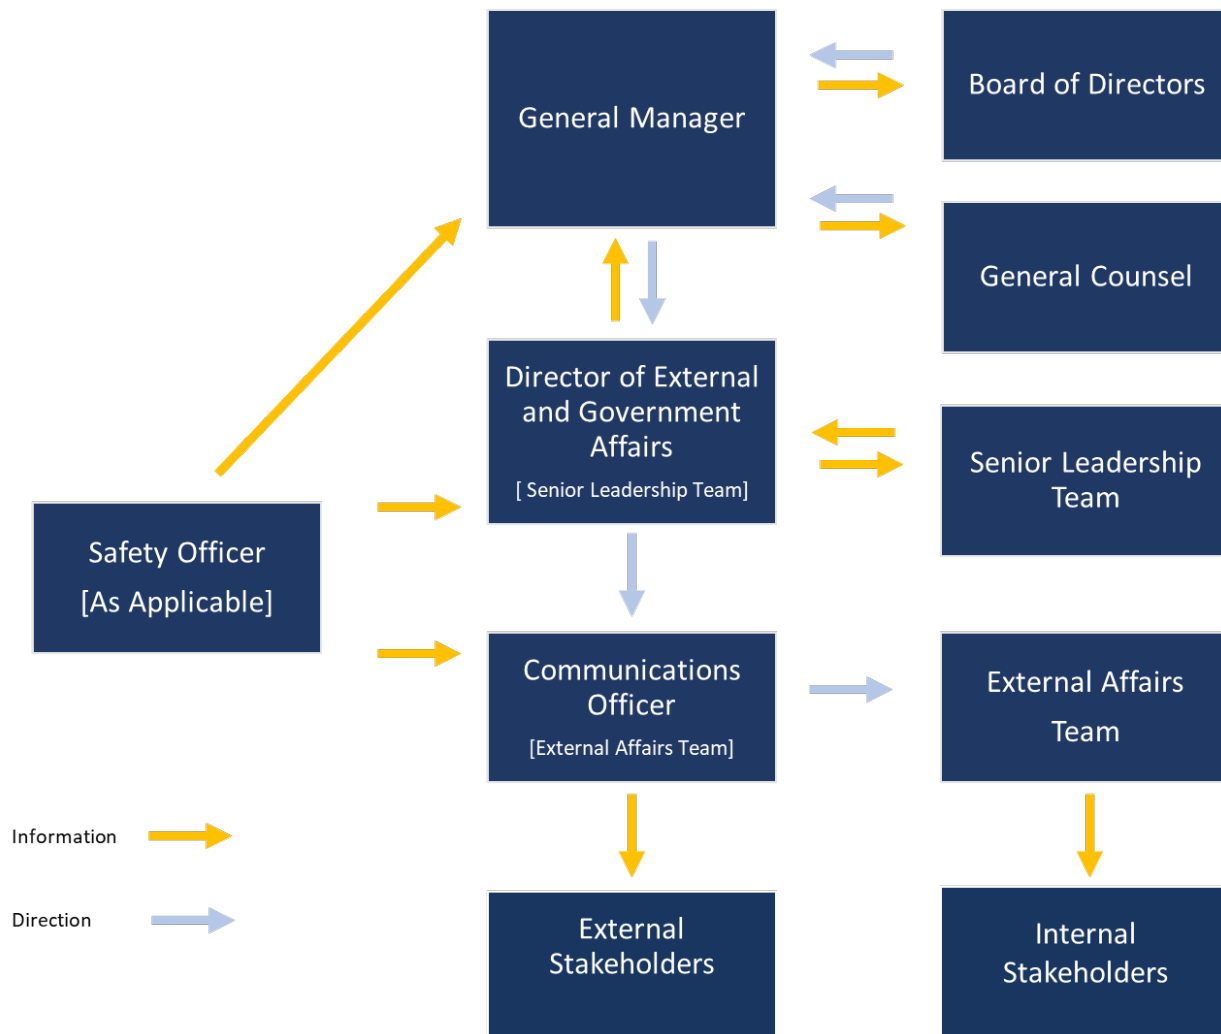 General Manager
Board of Directors
General Counsel
Director of External
and Government
Affairs
[ Senior Leadership Team]
Senior Leadership
Team
Safety Officer
[As Applicable]
Communications
Officer
[External Affairs Team]
External Affairs
Team
Information
Direction
External
Stakeholders
Internal
Stakeholders